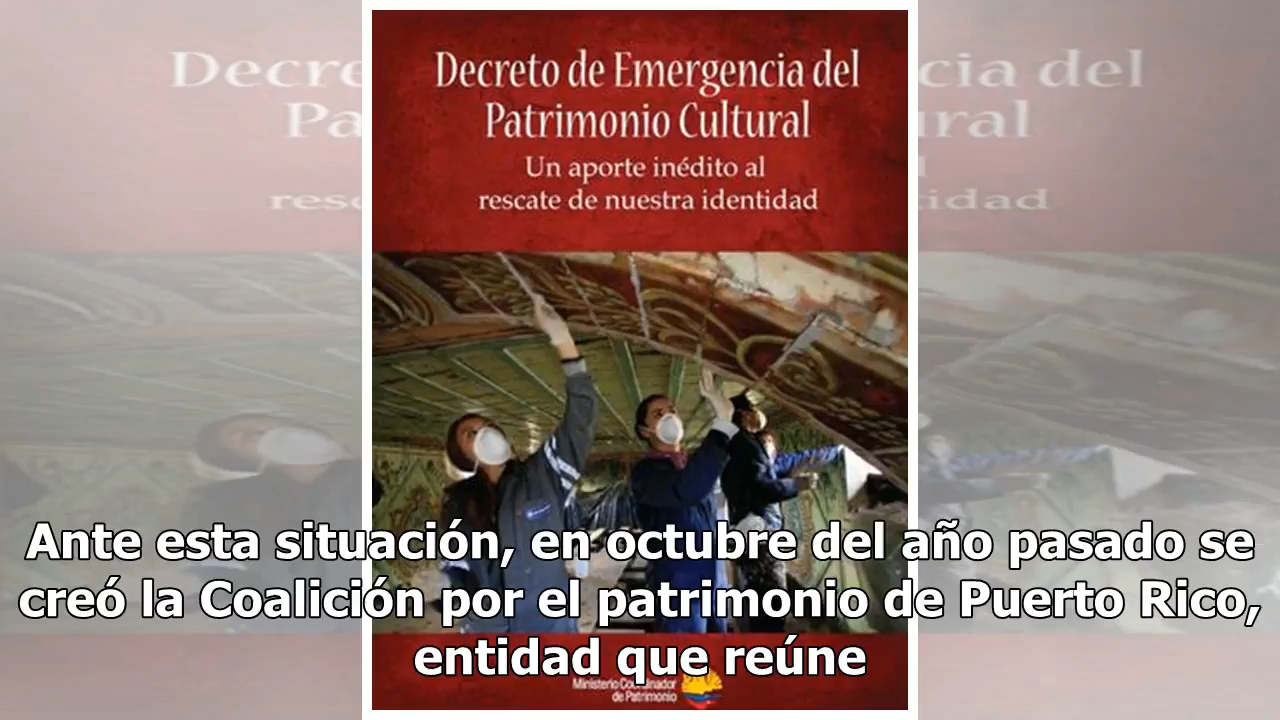 Decreto de Emergencia del
Patrimonio Cultural
Un aporte inédito al
rescate de nuestra identidad
Ante esta situación, en octubre del año pasado se
creó la Coalición por el patrimonio de Puerto Rico,
entidad que reúne
Ministerio Coordinador
de Patrimonio